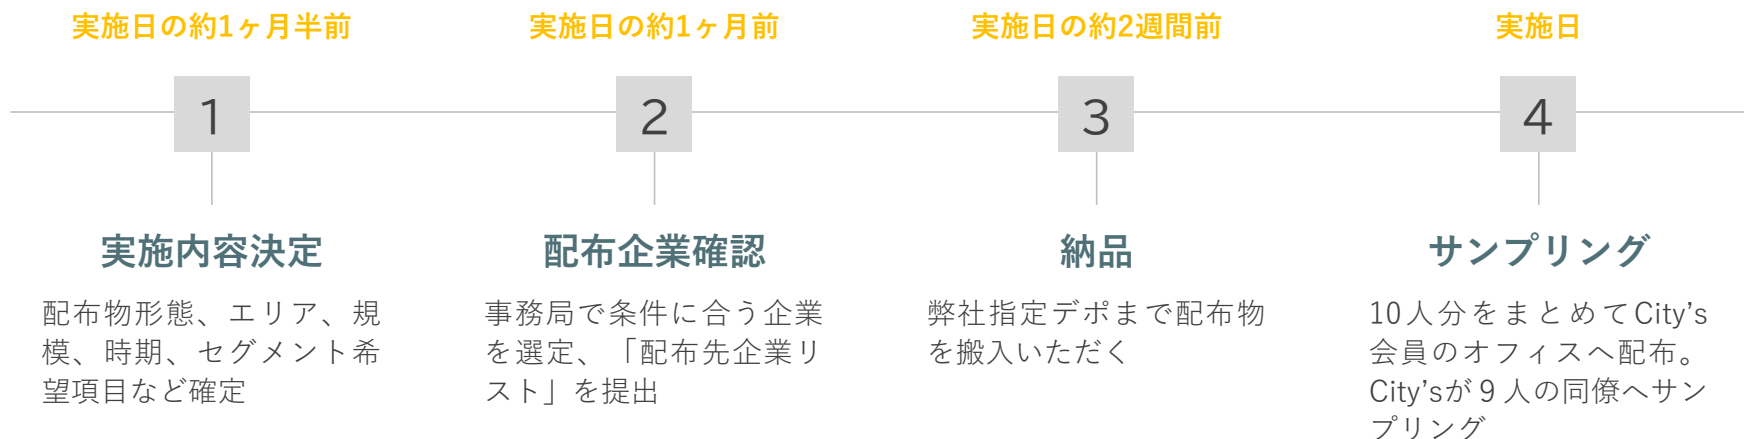 実施日の約1ヶ月半前
実施日の約1ヶ月前
実施日の約2週間前
実施日
1
2
3
4
実施内容決定
配布物形態、エリア、規
模、時期、セグメント希
望項目など確定
配布企業確認
事務局で条件に合う企業
を選定、「配布先企業リ
スト」を提出
納品
弊社指定デポまで配布物
を搬入いただく
サンプリング
10人分をまとめてCity’s
会員のオフィスへ配布。
City’sが９人の同僚へサン
プリング